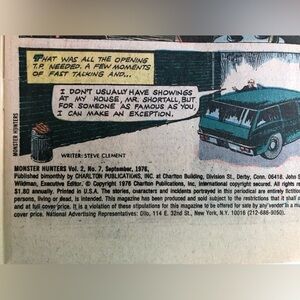 THAT WAS ALL THE OPENING
T.P. NEEDED. A FEW MOMENTS
OF FAST TALKING AND...
I DON'T USUALLY HAVE SHOWINGS
AT MY HOUSE, MR. SHORTALL, BUT
FOR SOMEONE AS FAMOUS AS YOU,
I CAN MAKE AN EXCEPTION.
MONSTER HUNTERS
WRITER: STEVE CLEMENT
MONSTER HUNTERS Vol. 2, No. 7, September, 1976,
Published bimonthly by CHARLTON PUBLICATIONS, INC. at Charlton Building, Division St., Derby, Conn. 06418. John S
Wildman, Executive Editor. © Copyright 1976 Charlton Publications, Inc., international copyright secured. All rights r
$1.80 annually. Printed in U.S.A. The stories, characters and incidents portrayed in this periodical are entirely fiction
persons, living or dead, is intended. This magazine has been produced and sold subject to the restrictions that it shall
and at full cover price. It is a violation of these stipulations for this magazine to be offered for sale by any vendor in a mu
cover price. National Advertising Representatives: Dilo, 114 E. 32nd St., New York, N.Y. 10016 (212-686-9050).